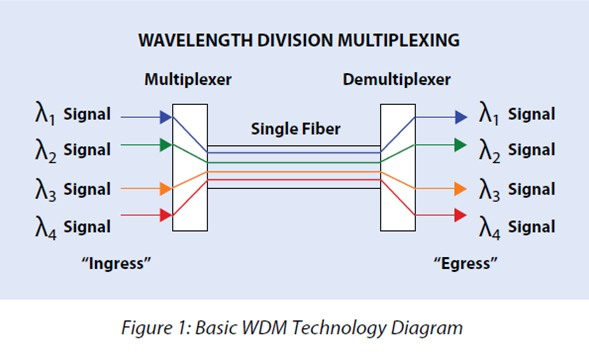 WAVELENGTH DIVISION MULTIPLEXING
Multiplexer
Demultiplexer
Single Fiber
λ1 Signal
λ2 Signal
λ3 Signal
λ4 Signal
λ1 Signal
λ2 Signal
λ3 Signal
λ4 Signal
“Ingress”
“Egress”
Figure 1: Basic WDM Technology Diagram